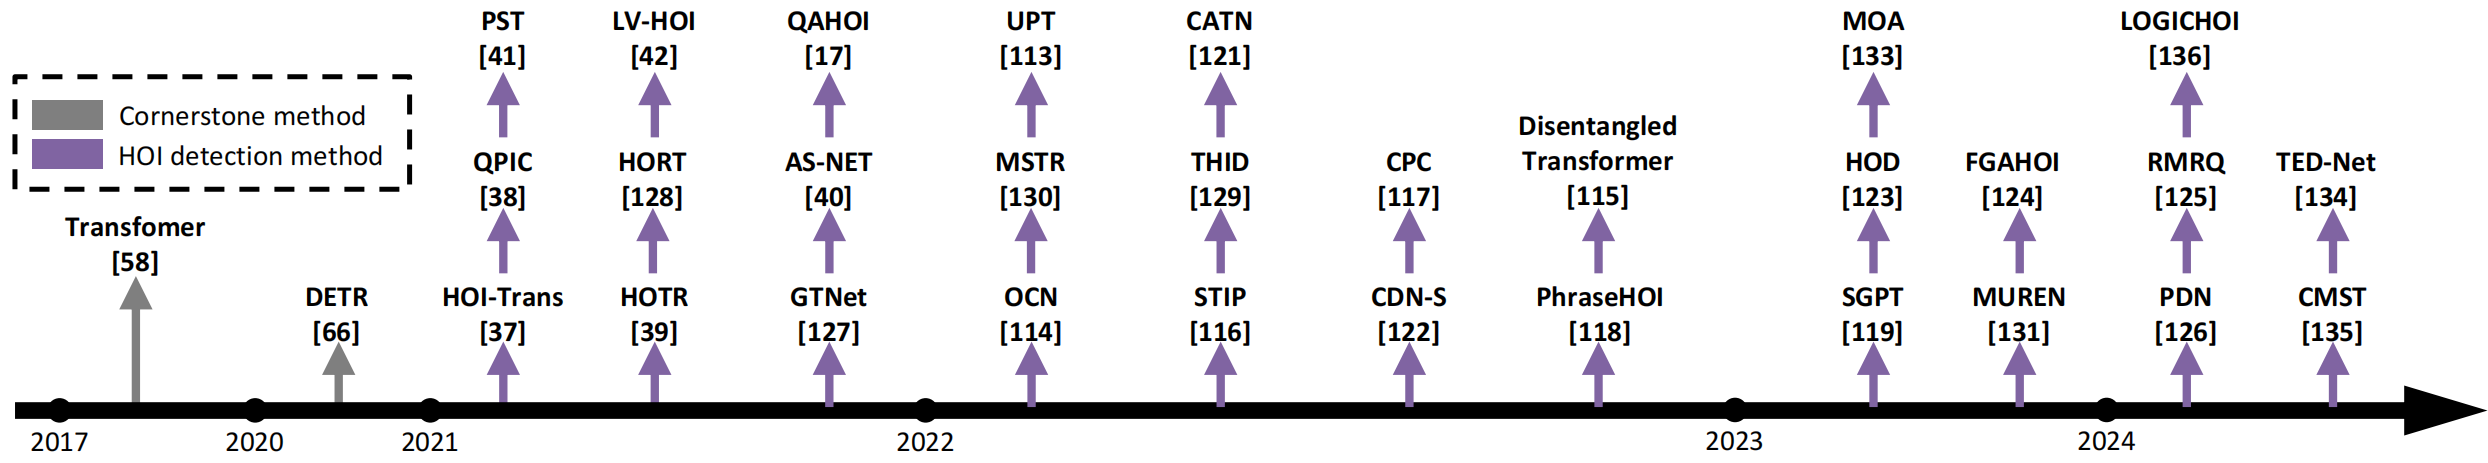 PST
[41]
LV-HOI
[42]
QAHOI
[17]
UPT
[113]
CATN
[121]
MOA
[133]
LOGICHOI
[136]
Cornerstone method
HOI detection method
Disentangled
Transformer
[115]
QPIC
[38]
HORT
[128]
AS-NET
[40]
MSTR
[130]
THID
[129]
CPC
[117]
HOD
[123]
FGAHOI
[124]
RMRQ
[125]
TED-Net
[134]
Transfomer
[58]
DETR
[66]
HOI-Trans
[37]
HOTR
[39]
GTNet
[127]
OCN
[114]
STIP
[116]
CDN-S
[122]
PhraseHOI
[118]
SGPT
[119]
MUREN
[131]
PDN
[126]
CMST
[135]
2017
2020
2021
2022
2023
2024